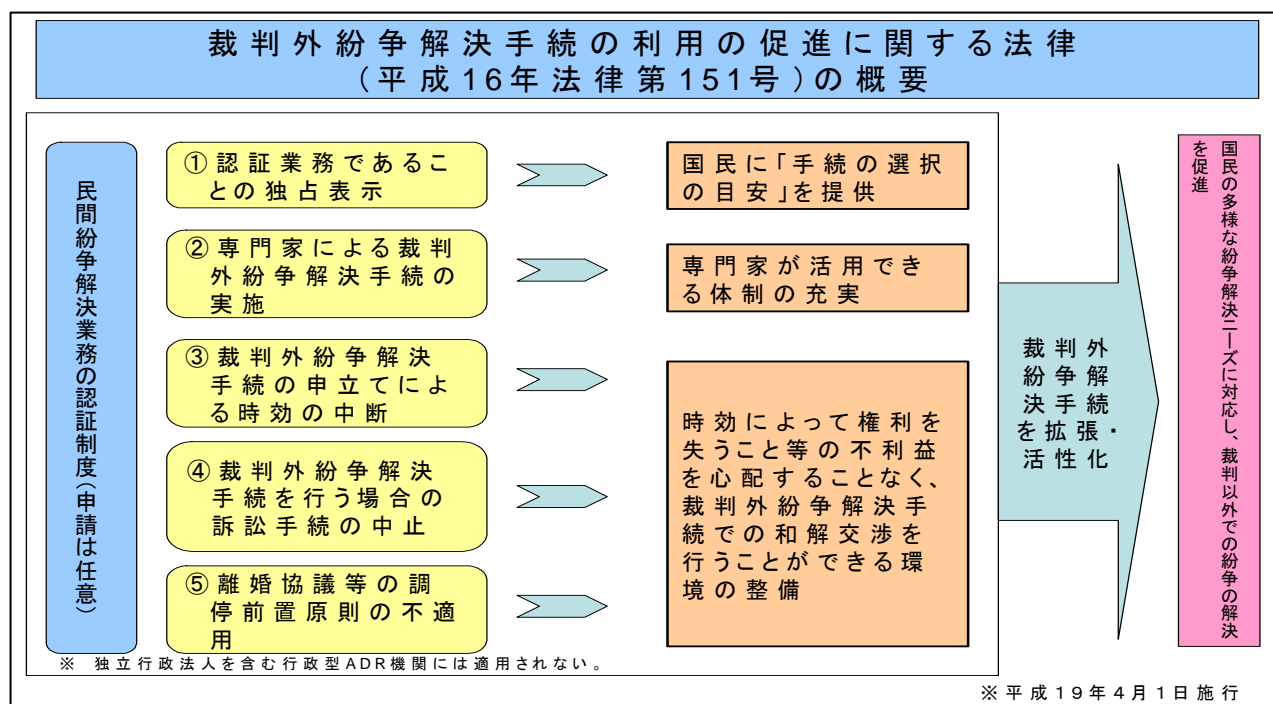 裁判外紛争解決手続の利用の促進に関する法律
(平成16年法律第151号)の概要
民間紛争解決業務の認証制度(申請は任意)
①認証業務であるこ
との独占表示
国民に「手続の選択
の目安」を提供
②専門家による裁判
外紛争解決手続の
実施
専門家が活用でき
る体制の充実
③裁判外紛争解決
手続の申立てによ
る時効の中断
④裁判外紛争解決
手続を行う場合の
訴訟手続の中止
⑤離婚協議等の調
停前置原則の不適
用
時効によって権利を
失うこと等の不利益
を心配することなく、
裁判外紛争解決手
続での和解交渉を
行うことができる環
境の整備
※ 独立行政法人を含む行政型ADR機関には適用されない。
裁判外
紛争解
決手続
を拡張・
活性化
国民の多様な紛争解決ニーズに対応し、裁判以外での紛争の解決
を促進
※平成19年4月1日施行